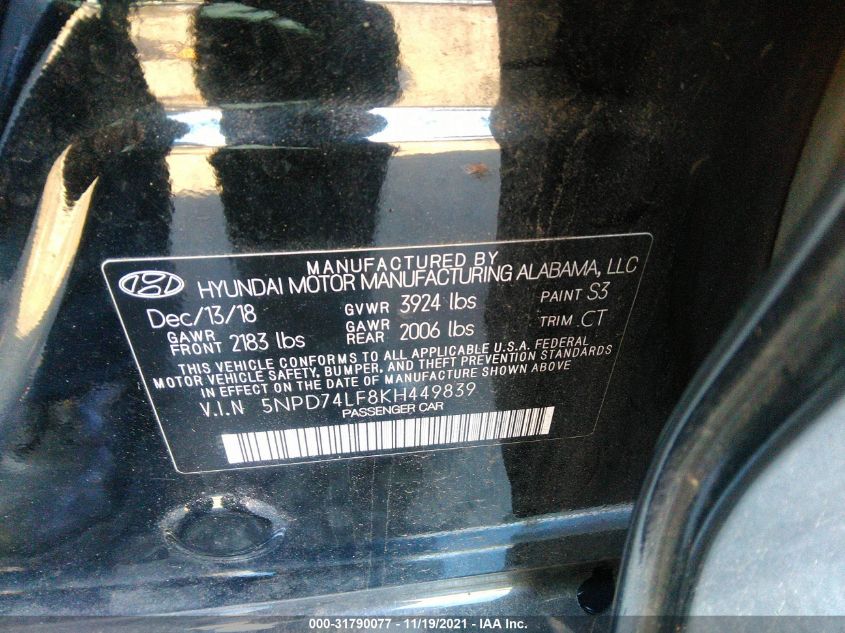 MANUFACTURED BY
HYUNDAI MOTOR MANUFACTURING ALABAMA, LLC
Dec/13/18 GVWR 3924 lbs PAINT S3
GAWR FRONT 2183 lbs GAWR REAR 2006 lbs TRIM CT
THIS VEHICLE CONFORMS TO ALL APPLICABLE U.S.A. FEDERAL
MOTOR VEHICLE SAFETY, BUMPER, AND THEFT PREVENTION STANDARDS
IN EFFECT ON THE DATE OF MANUFACTURE SHOWN ABOVE
V.I.N 5NPD74LF8KH449839
PASSENGER CAR
000-31790077 - 11/19/2021 - IAA Inc.